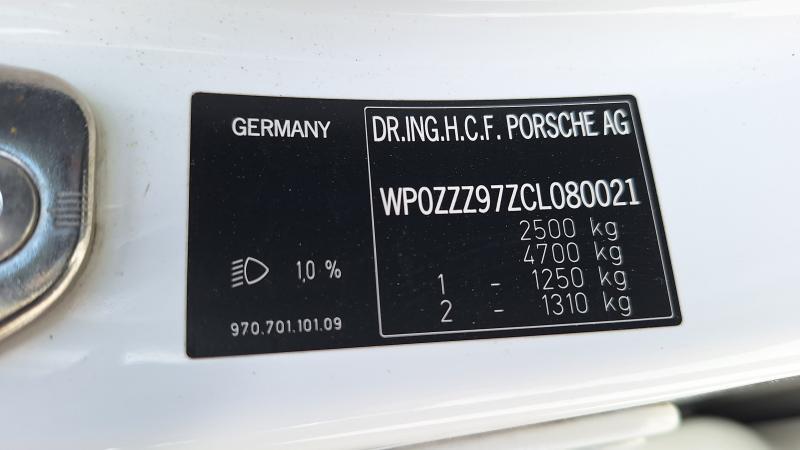 GERMANY
DR.ING.H.C.F. PORSCHE AG
WP0ZZZ97ZCL080021
2500 kg
4700 kg
1 - 1250 kg
2 - 1310 kg
1,0 %
970.701.101.09